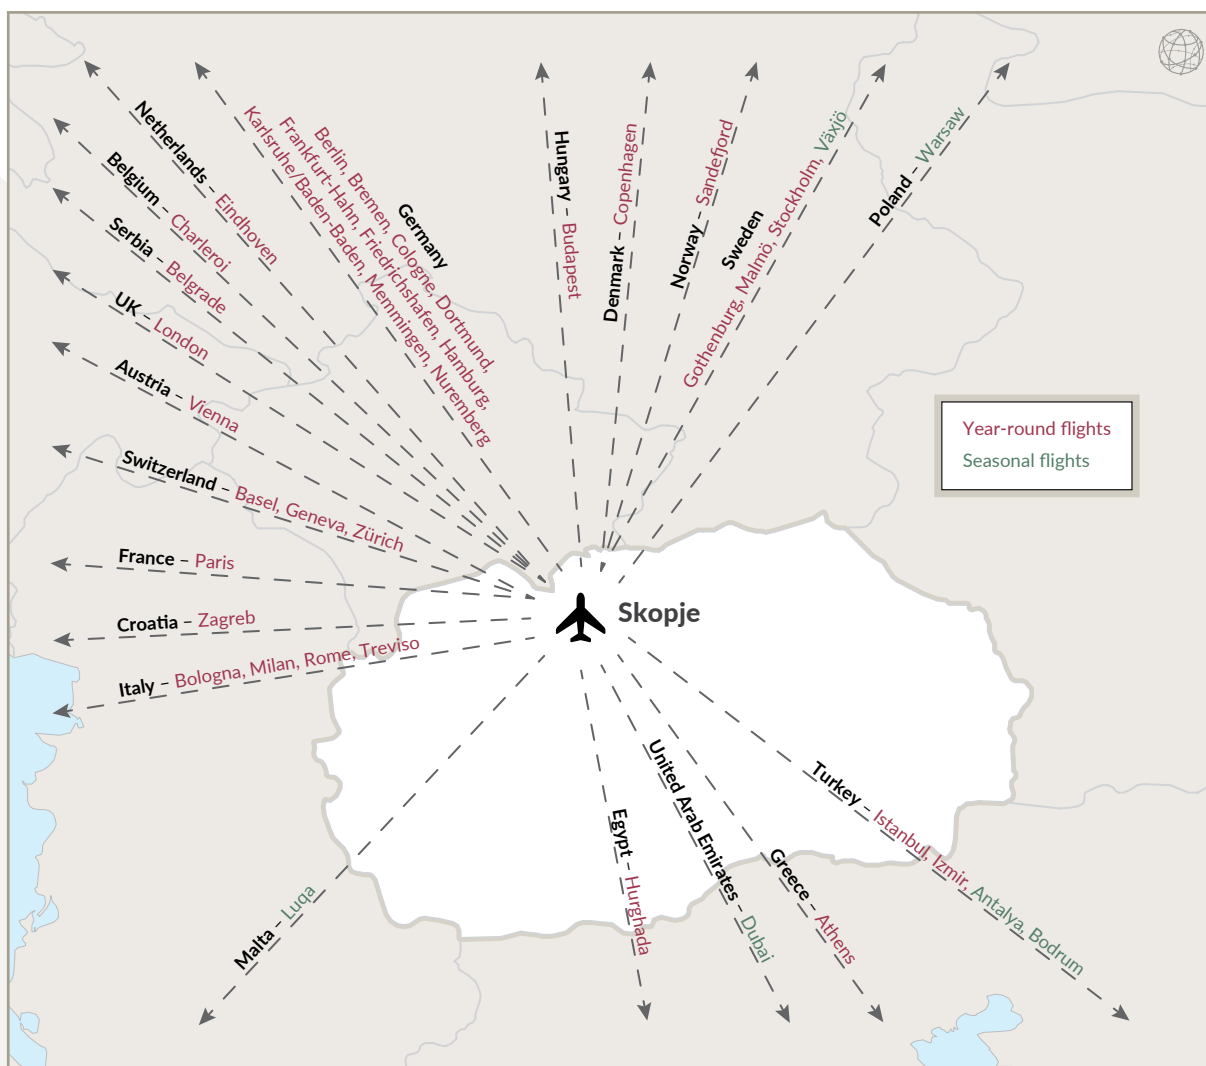 Netherlands – Eindhoven
Belgium – Charleroi
Serbia – Belgrade
UK – London
Austria – Vienna
Switzerland – Basel, Geneva, Zürich
France – Paris
Croatia – Zagreb
Italy – Bologna, Milan, Rome, Treviso
Germany
Berlin, Bremen, Cologne, Dortmund,
Frankfurt-Hahn, Friedrichshafen, Hamburg,
Karlsruhe/Baden-Baden, Memmingen, Nuremberg
Hungary – Budapest
Denmark – Copenhagen
Norway – Sandefjord
Sweden
Gothenburg, Malmö, Stockholm, Växjö
Poland – Warsaw
Year-round flights
Seasonal flights
Skopje
Malta – Luqa
Egypt – Hurghada
United Arab Emirates – Dubai
Greece – Athens
Turkey – Istanbul, Izmir, Antalya, Bodrum